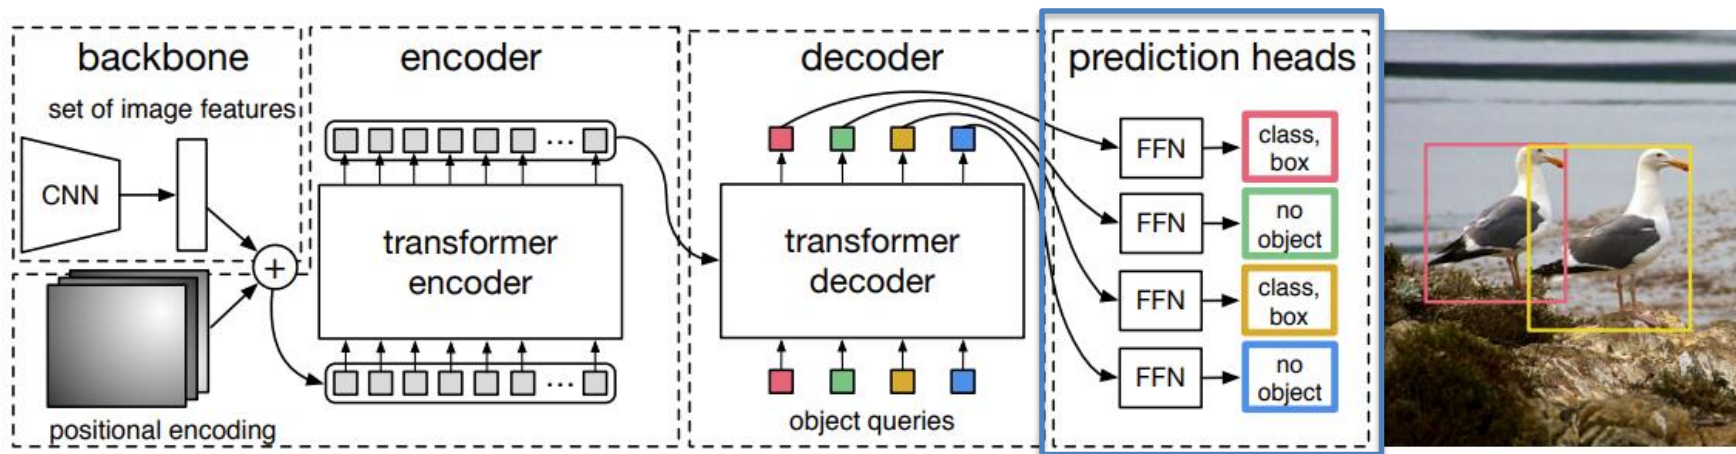 backbone
set of image features
CNN
+
positional encoding
encoder
...
transformer
encoder
...
decoder
transformer
decoder
object queries
prediction heads
FFN
class,
box
FFN
no
object
FFN
class,
box
FFN
no
object